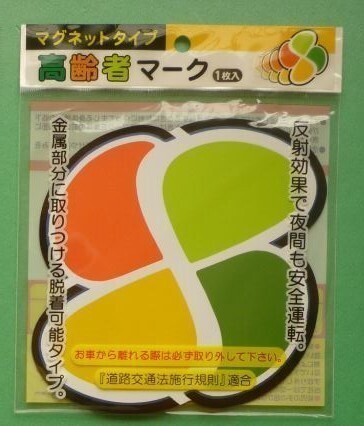 マグネットタイプ
高齢者マーク 1枚入
反射効果で夜間も安全運転。
金属部分に取りつける脱着可能タイプ。
お車から離れる際は必ず取り外して下さい。
『道路交通法施行規則』適合